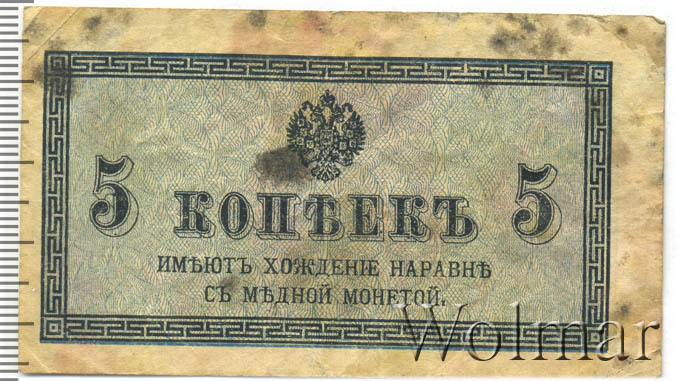 5 КОПѢЕКЪ 5
ИМѢЮТЪ ХОЖДЕНІЕ НАРАВНѢ
СЪ МѢДНОЙ МОНЕТОЙ.
Wolmar